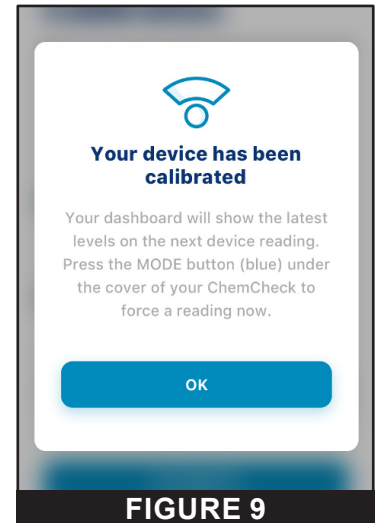 Your device has been
calibrated
Your dashboard will show the latest
levels on the next device reading.
Press the MODE button (blue) under
the cover of your ChemCheck to
force a reading now.
OK
FIGURE 9